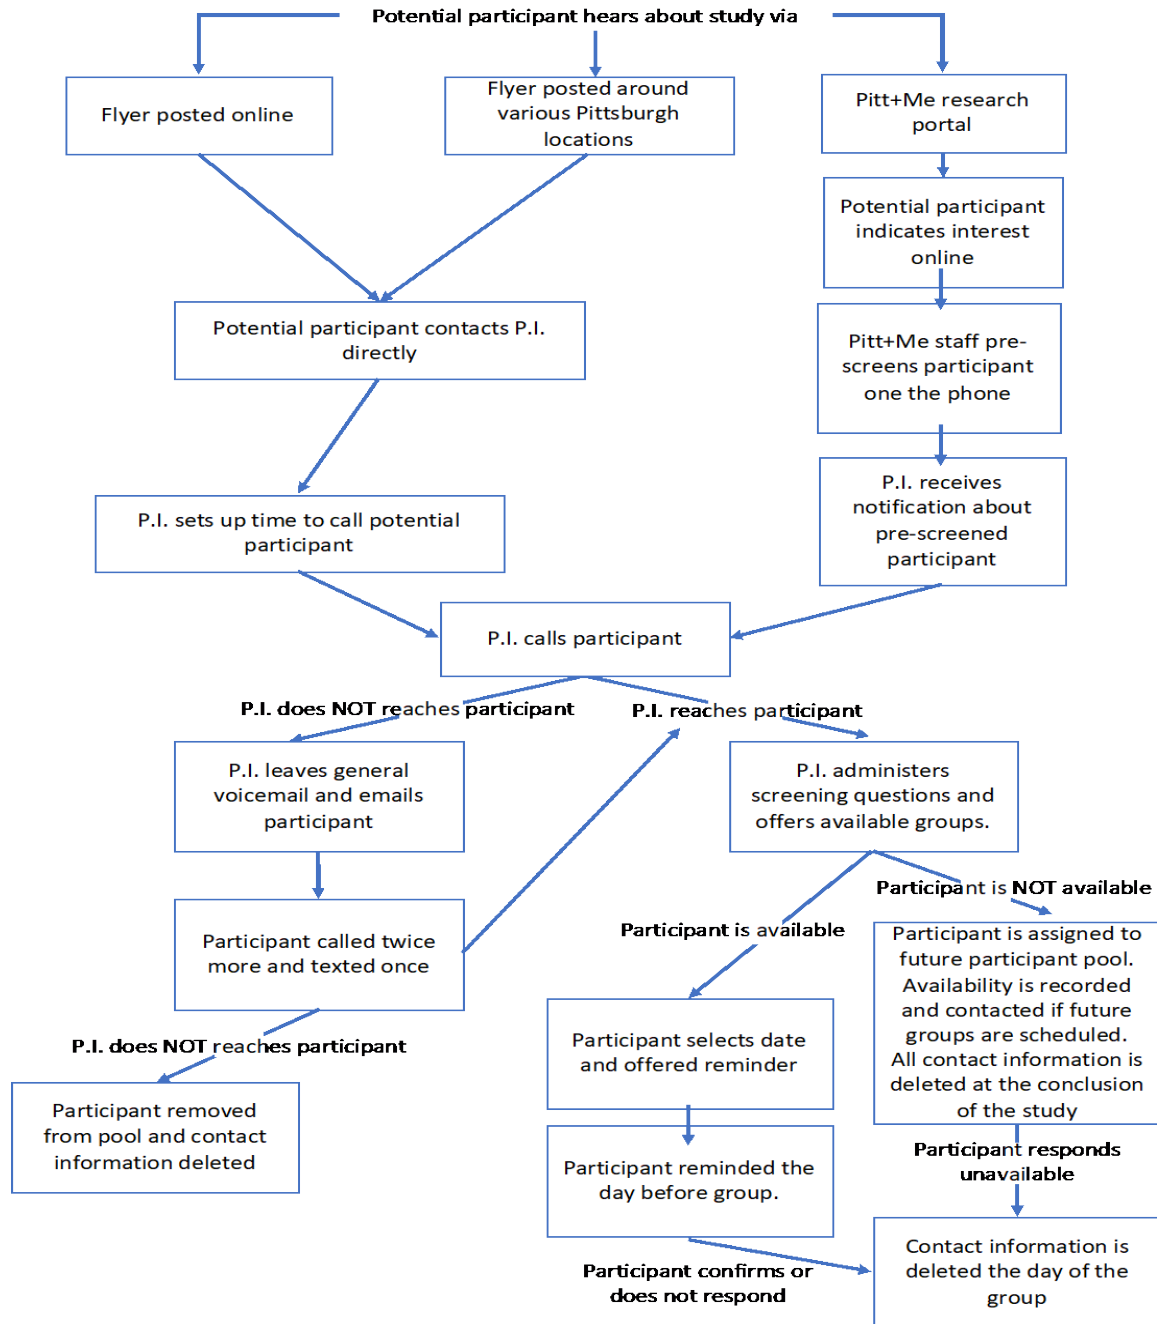 Potential participant hears about study via
Flyer posted online
Flyer posted around
various Pittsburgh
locations
Pitt+Me research
portal
Potential participant
indicates interest
online
Potential participant contacts P.I.
directly
Pitt+Me staff pre-
screens participant
one the phone
P.I. sets up time to call potential
participant
P.I. receives
notification about
pre-screened
participant
P.I. calls participant
P.I. does NOT reaches participant
P.I. reaches participant
P.I. leaves general
voicemail and emails
participant
P.I. administers
screening questions and
offers available groups.
Participant is NOT available
Participant is available
Participant called twice
more and texted once
Participant is assigned to
future participant pool.
Availability is recorded
and contacted if future
groups are scheduled.
All contact information is
deleted at the conclusion
of the study
P.I. does NOT reaches participant
Participant selects date
and offered reminder
Participant removed
from pool and contact
information deleted
Participant reminded the
day before group.
Participant responds
unavailable
Participant confirms or
does not respond
Contact information is
deleted the day of the
group